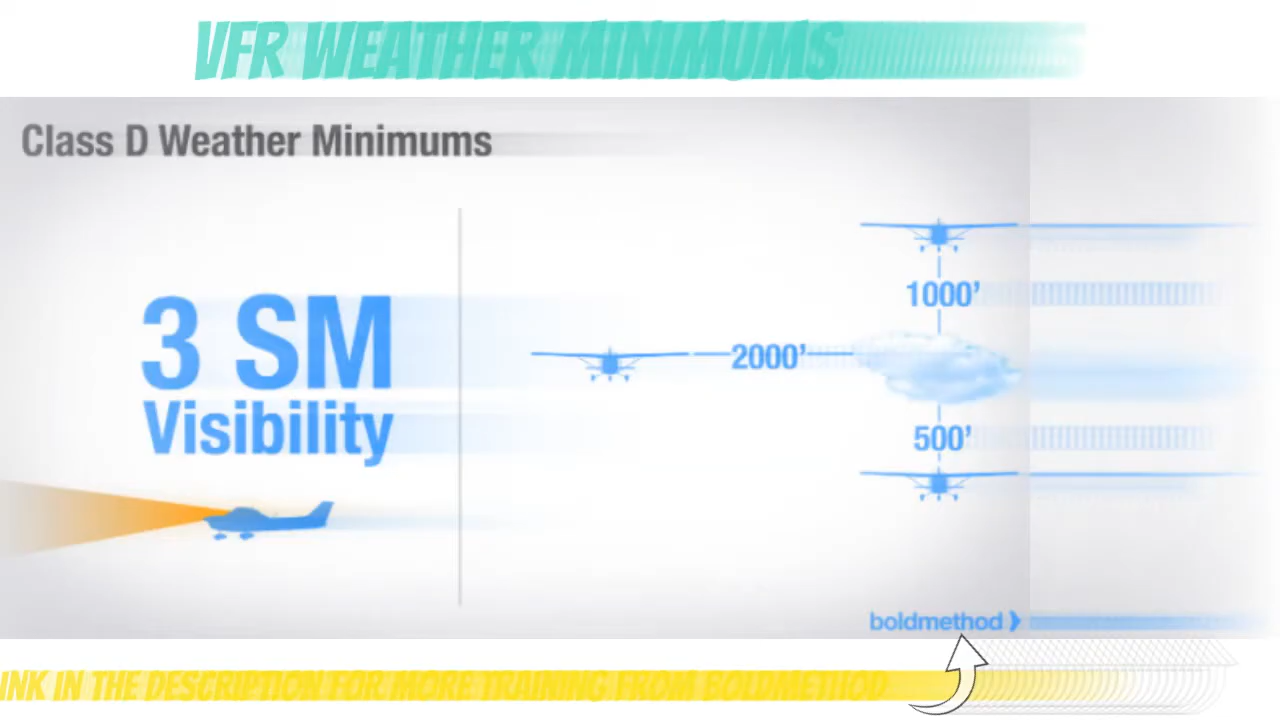 VFR WEATHER MINIMUMS
Class D Weather Minimums
3 SM
Visibility
1000'
2000'
500'
boldmethod
INK IN THE DESCRIPTION FOR MORE TRAINING FROM BOLDMETHOD